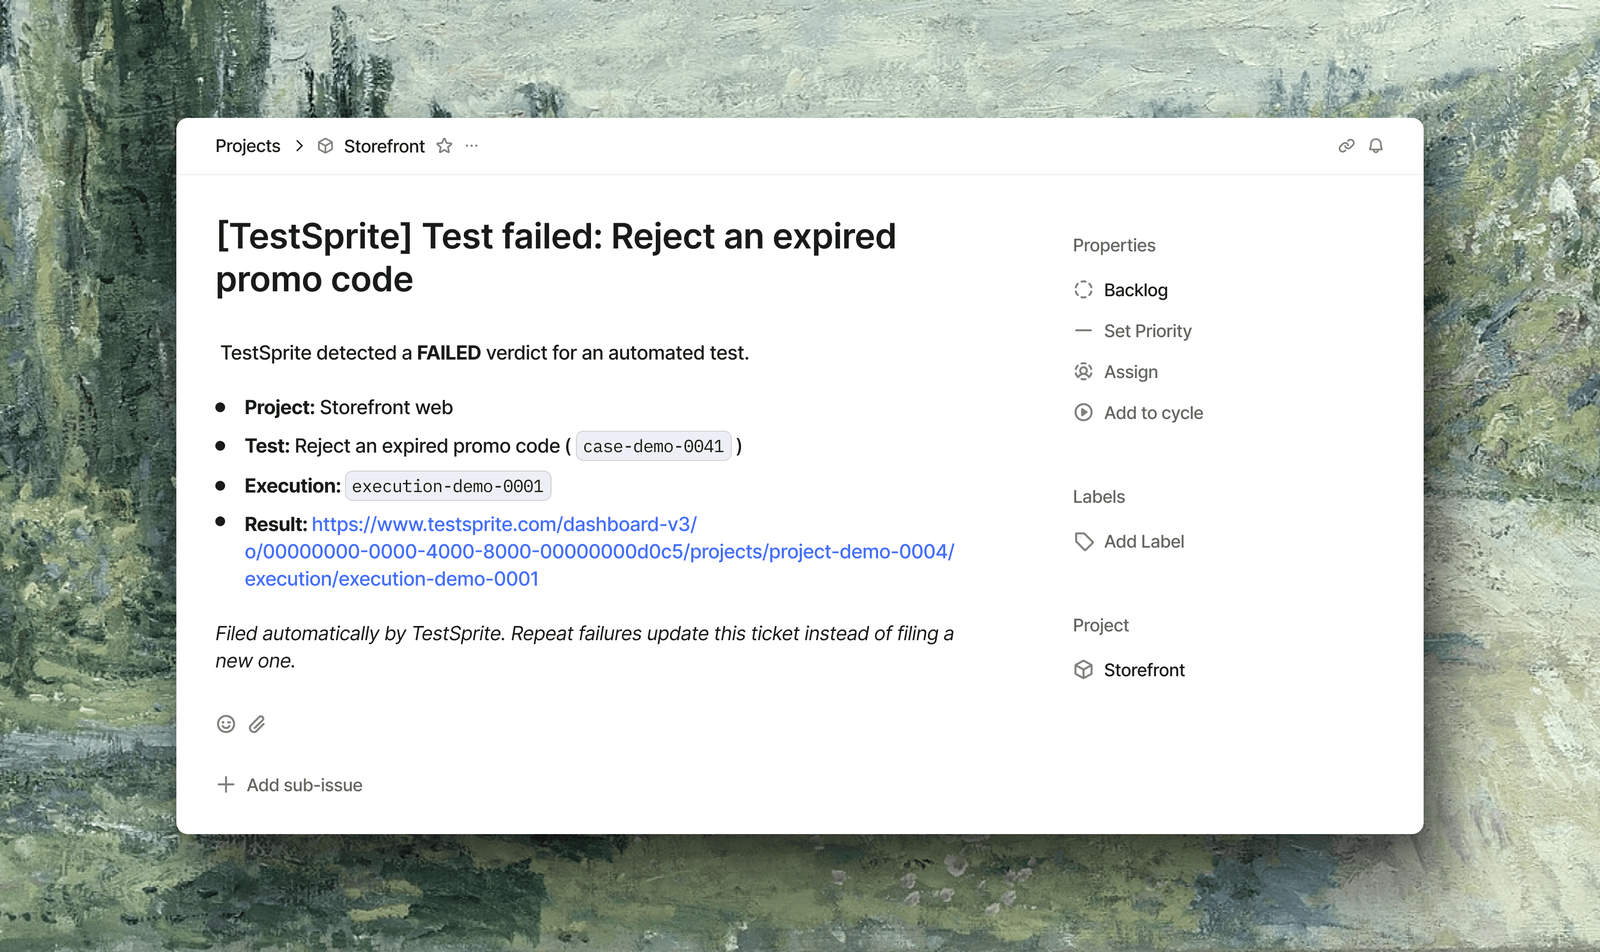 Projects > Storefront ...
[TestSprite] Test failed: Reject an expired
promo code
TestSprite detected a FAILED verdict for an automated test.
Project: Storefront web
Test: Reject an expired promo code ( case-demo-0041 )
Execution: execution-demo-0001
Result: https://www.testsprite.com/dashboard-v3/
o/00000000-0000-4000-8000-00000000d0c5/projects/project-demo-0004/
execution/execution-demo-0001
Filed automatically by TestSprite. Repeat failures update this ticket instead of filing a
new one.
Add sub-issue
Properties
Backlog
Set Priority
Assign
Add to cycle
Labels
Add Label
Project
Storefront